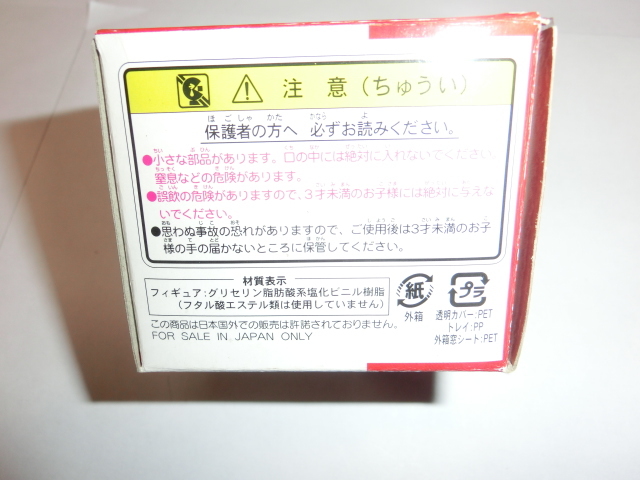 注意(ちゅうい)
保護者の方へ 必ずお読みください。
●小さな部品があります。口の中には絶対に入れないでください。
窒息などの危険があります。
●誤飲の危険がありますので、3才未満のお子様には絶対に与えな
いでください。
●思わぬ事故の恐れがありますので、ご使用後は3才未満のお子
様の手の届かないところに保管してください。
材質表示
フィギュア:グリセリン脂肪酸系塩化ビニル樹脂
(フタル酸エステル類は使用していません)
この商品は日本国外での販売は許諾されておりません。
FOR SALE IN JAPAN ONLY
紙
外箱
プラ
透明カバー:PET
トレイ:PP
外箱窓シート:PET